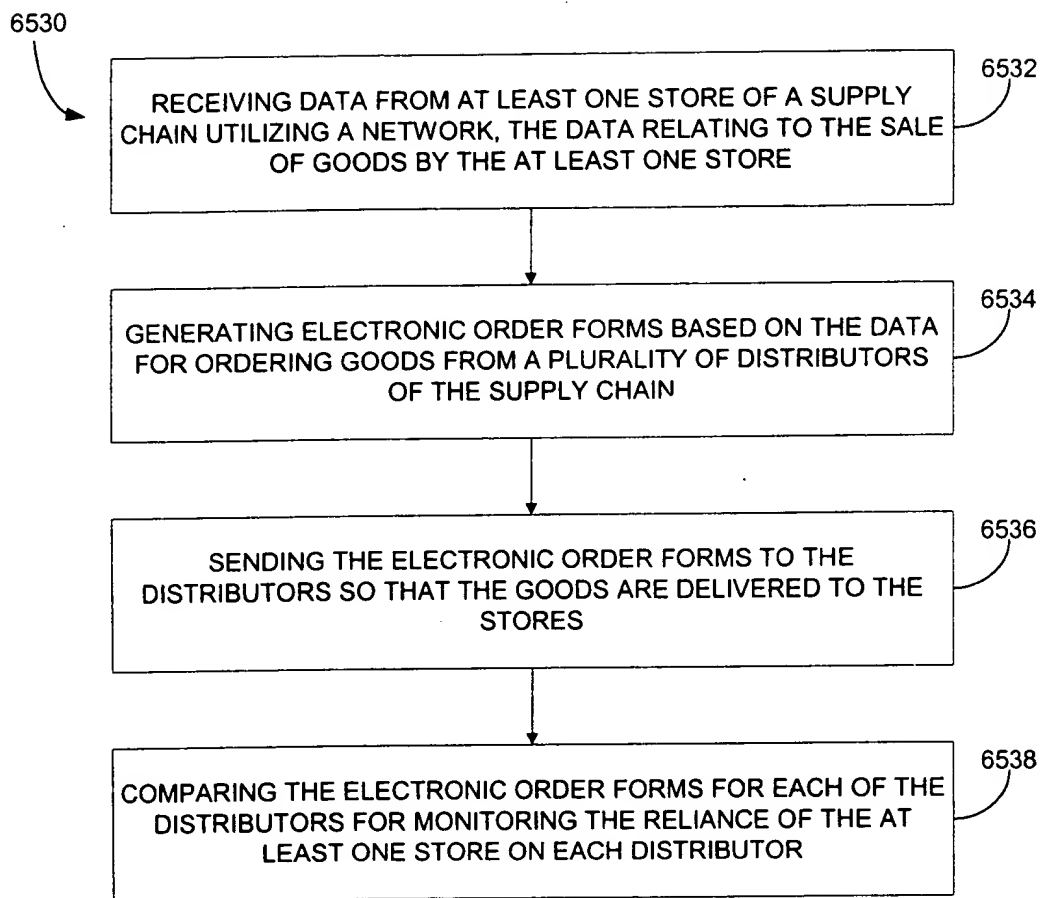 6530
6532
RECEIVING DATA FROM AT LEAST ONE STORE OF A SUPPLY
CHAIN UTILIZING A NETWORK, THE DATA RELATING TO THE SALE
OF GOODS BY THE AT LEAST ONE STORE
6534
GENERATING ELECTRONIC ORDER FORMS BASED ON THE DATA
FOR ORDERING GOODS FROM A PLURALITY OF DISTRIBUTORS
OF THE SUPPLY CHAIN
6536
SENDING THE ELECTRONIC ORDER FORMS TO THE
DISTRIBUTORS SO THAT THE GOODS ARE DELIVERED TO THE
STORES
6538
COMPARING THE ELECTRONIC ORDER FORMS FOR EACH OF THE
DISTRIBUTORS FOR MONITORING THE RELIANCE OF THE AT
LEAST ONE STORE ON EACH DISTRIBUTOR